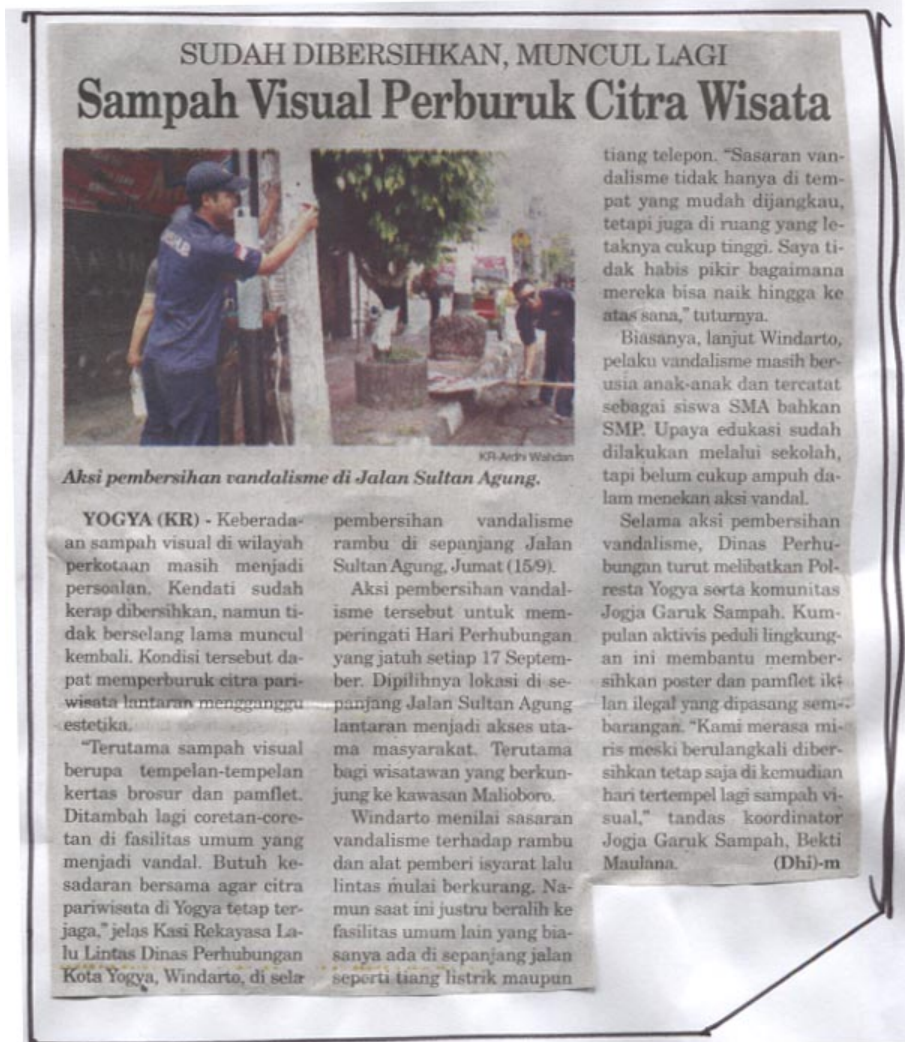 SUDAH DIBERSIHKAN, MUNCUL LAGI
Sampah Visual Perburuk Citra Wisata
KR-Ardhi Wahdan
Aksi pembersihan vandalisme di Jalan Sultan Agung.
YOGYA (KR) - Keberada-
an sampah visual di wilayah
perkotaan masih menjadi
persoalan. Kendati sudah
kerap dibersihkan, namun ti-
dak berselang lama muncul
kembali. Kondisi tersebut da-
pat memperburuk citra pari-
wisata lantaran mengganggu
estetika.
"Terutama sampah visual
berupa tempelan-tempelan
kertas brosur dan pamflet.
Ditambah lagi coretan-core-
tan di fasilitas umum yang
menjadi vandal. Butuh ke-
sadaran bersama agar citra
pariwisata di Yogya tetap ter-
jaga," jelas Kasi Rekayasa La-
lu Lintas Dinas Perhubungan
Kota Yogya, Windarto, di sela
pembersihan vandalisme
rambu di sepanjang Jalan
Sultan Agung, Jumat (15/9).
Aksi pembersihan vandal-
isme tersebut untuk mem-
peringati Hari Perhubungan
yang jatuh setiap 17 Septem-
ber. Dipilihnya lokasi di se-
panjang Jalan Sultan Agung
lantaran menjadi akses uta-
ma masyarakat. Terutama
bagi wisatawan yang berkun-
jung ke kawasan Malioboro.
Windarto menilai sasaran
vandalisme terhadap rambu
dan alat pemberi isyarat lalu
lintas mulai berkurang. Na-
mun saat ini justru beralih ke
fasilitas umum lain yang bia-
sanya ada di sepanjang jalan
seperti tiang listrik maupun
tiang telepon. "Sasaran van-
dalisme tidak hanya di tem-
pat yang mudah dijangkau,
tetapi juga di ruang yang le-
taknya cukup tinggi. Saya ti-
dak habis pikir bagaimana
mereka bisa naik hingga ke
atas sana," tuturnya.
Biasanya, lanjut Windarto,
pelaku vandalisme masih ber-
usia anak-anak dan tercatat
sebagai siswa SMA bahkan
SMP. Upaya edukasi sudah
dilakukan melalui sekolah,
tapi belum cukup ampuh da-
lam menekan aksi vandal.
Selama aksi pembersihan
vandalisme, Dinas Perhu-
bungan turut melibatkan Pol-
resta Yogya serta komunitas
Jogja Garuk Sampah. Kum-
pulan aktivis peduli lingkung-
an ini membantu member-
sihkan poster dan pamflet ik-
lan ilegal yang dipasang sem-
barangan. "Kami merasa mi-
ris meski berulangkali diber-
sihkan tetap saja di kemudian
hari tertempel lagi sampah vi-
sual," tandas koordinator
Jogja Garuk Sampah, Bekti
Maulana. (Dhi)-m